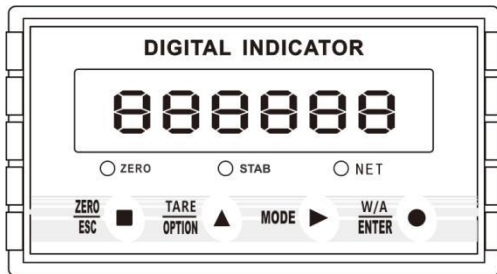 DIGITAL INDICATOR
888888
ZERO STAB NET
ZERO/ESC TARE/OPTION MODE W/A/ENTER